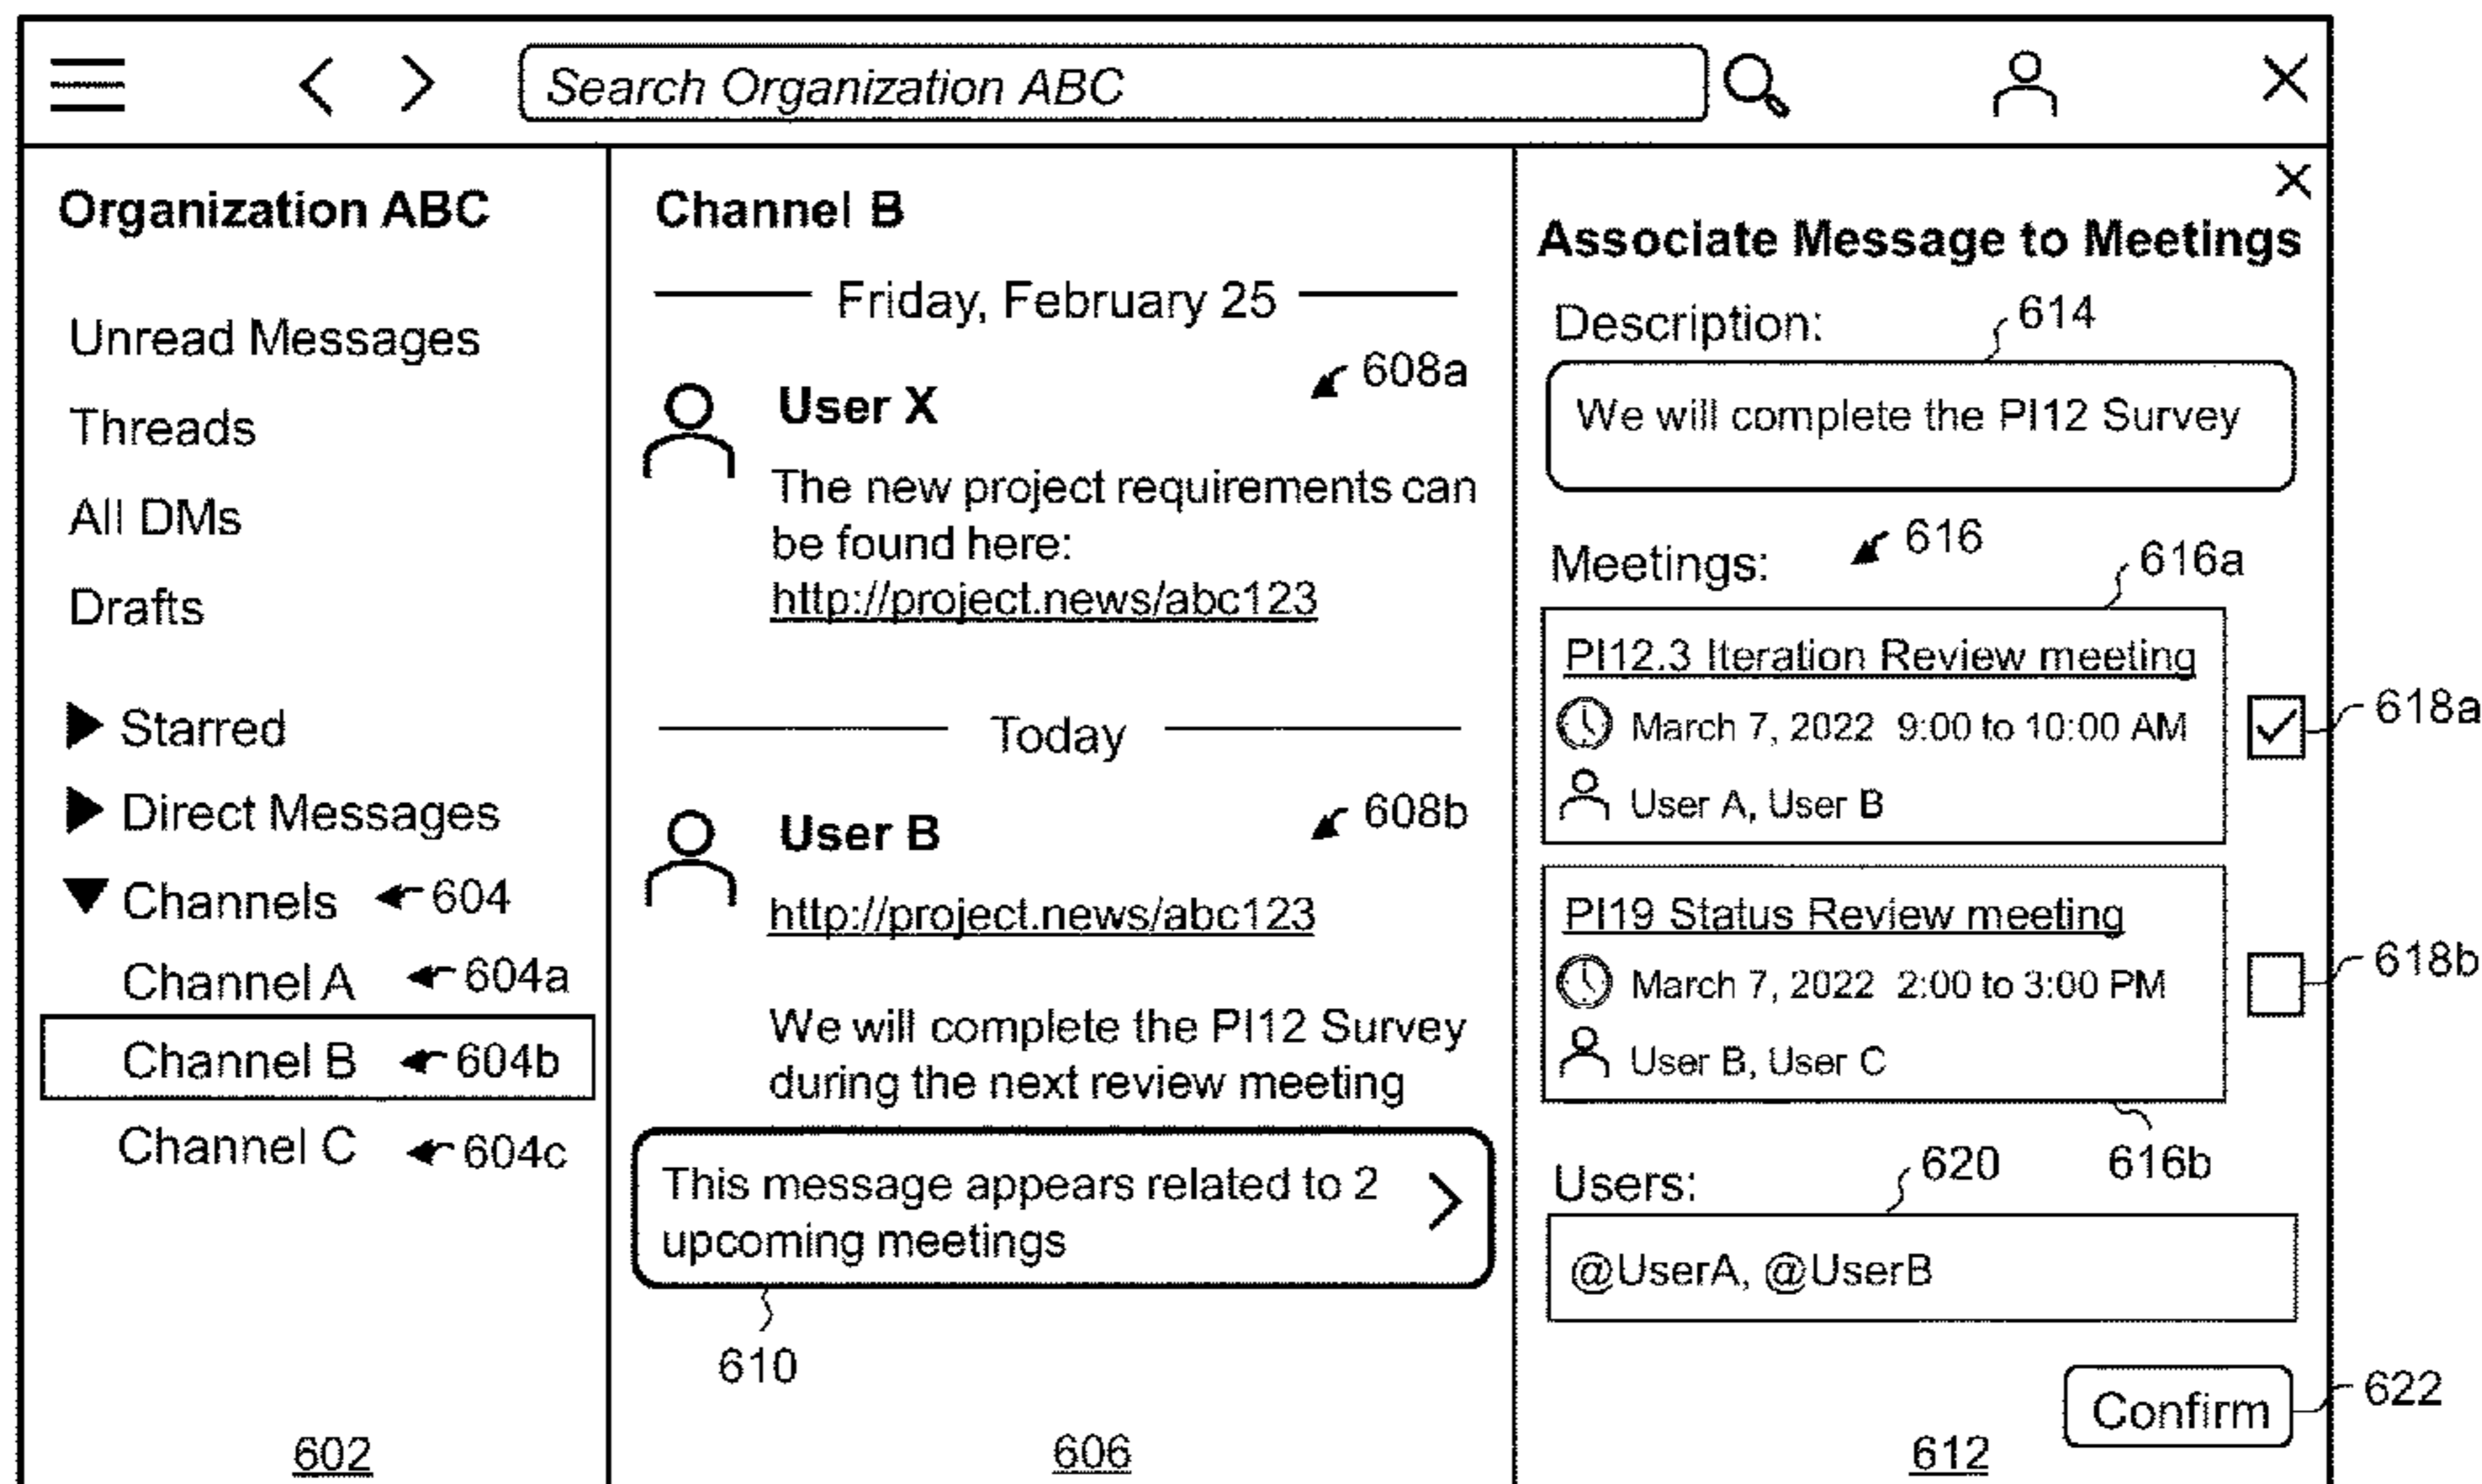 Search Organization ABC
Organization ABC
Unread Messages
Threads
All DMs
Drafts
Starred
Direct Messages
Channels 604
Channel A 604a
Channel B 604b
Channel C 604c
602
Channel B
Friday, February 25
608a
User X
The new project requirements can
be found here:
http://project.news/abc123
Today
608b
User B
http://project.news/abc123
We will complete the PI12 Survey
during the next review meeting
This message appears related to 2
upcoming meetings
610
606
Associate Message to Meetings
Description: 614
We will complete the PI12 Survey
Meetings: 616
616a
PI12.3 Iteration Review meeting
March 7, 2022 9:00 to 10:00 AM
618a
User A, User B
PI19 Status Review meeting
March 7, 2022 2:00 to 3:00 PM
618b
User B, User C
616b
Users: 620
@UserA, @UserB
Confirm
622
612